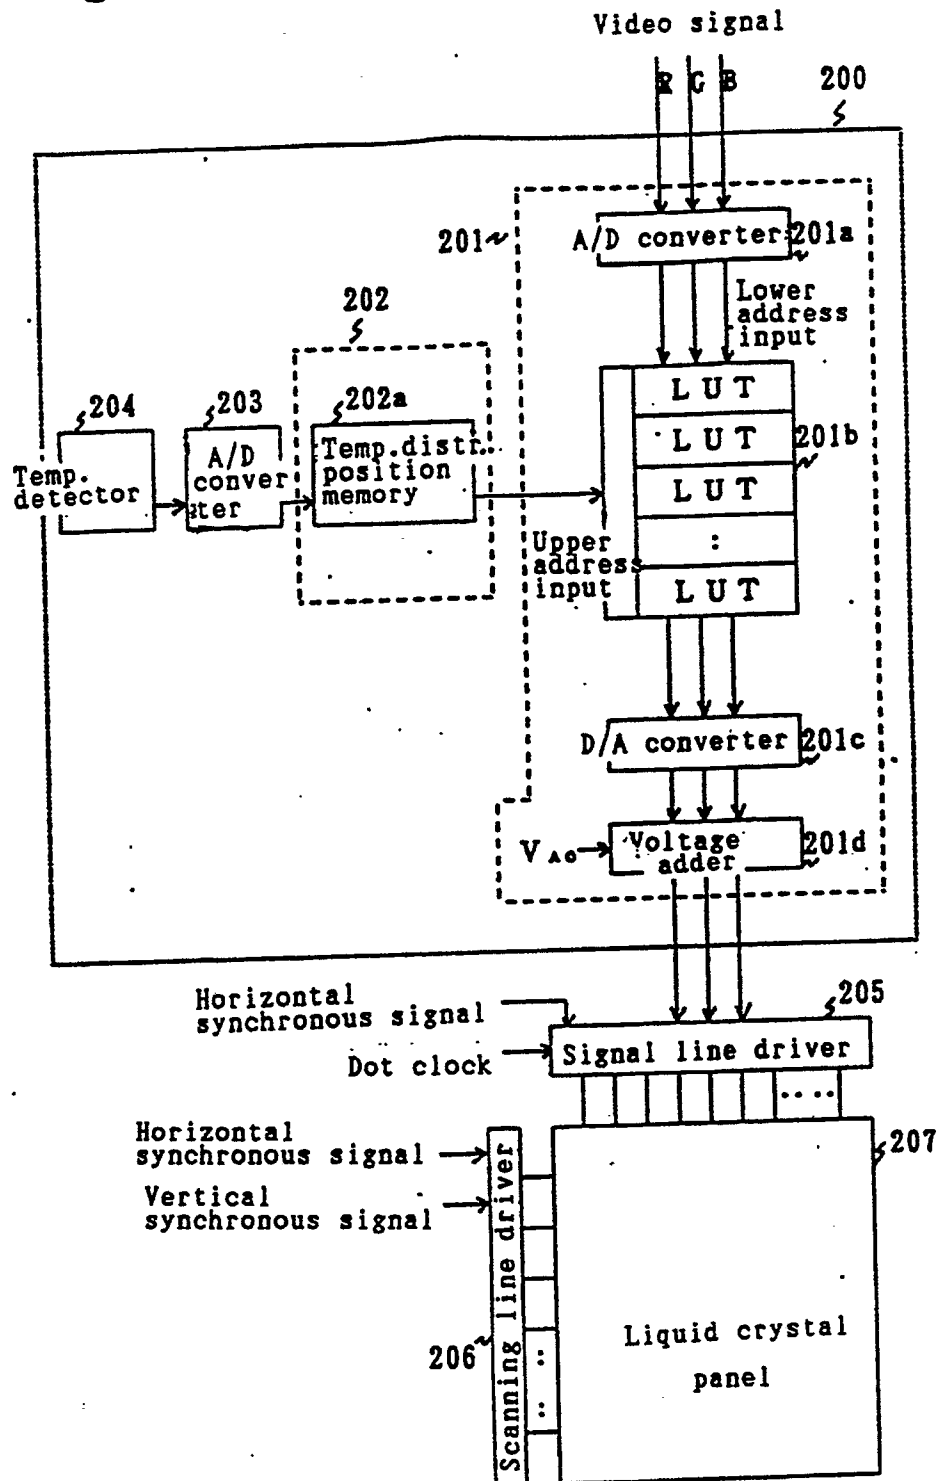 Video signal
R G B
200
201
A/D converter
201a
Lower
address
input
202
204
203
202a
Temp.
detector
A/D
conver
ter
Temp.distr.
position
memory
LUT
LUT
201b
LUT
:
LUT
Upper
address
input
D/A converter
201c
Voltage
adder
201d
Horizontal
synchronous signal
205
Dot clock
Signal line driver
....
Horizontal
synchronous signal
207
Vertical
synchronous signal
Scanning line driver
206
:
:
Liquid crystal
panel